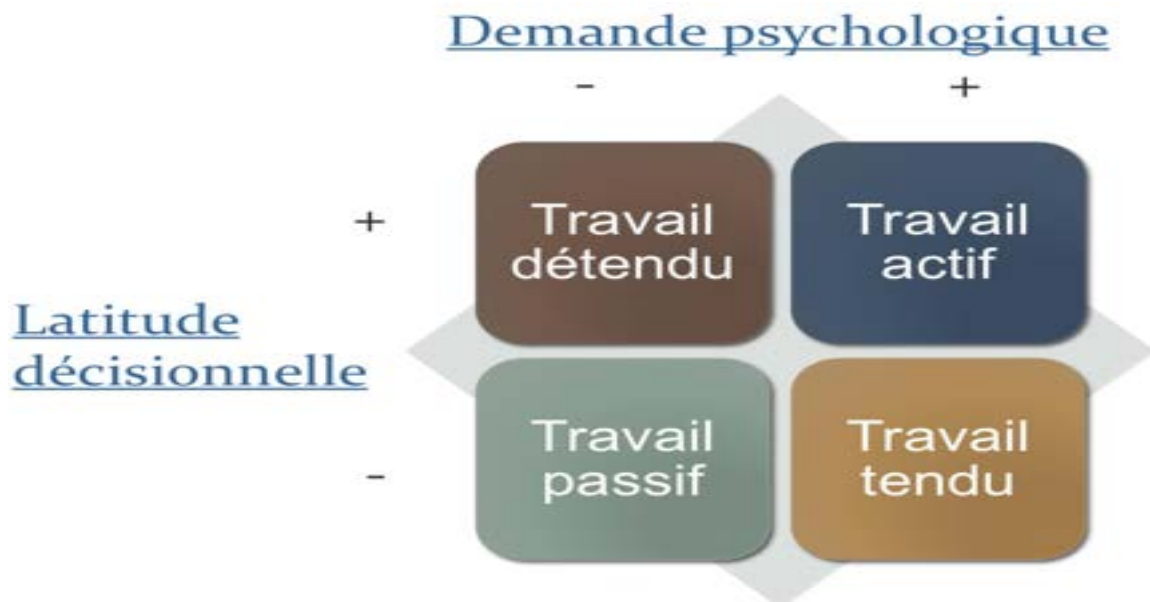 Demande psychologique
- +
+
Travail
détendu
Travail
actif
Latitude
décisionnelle
-
Travail
passif
Travail
tendu